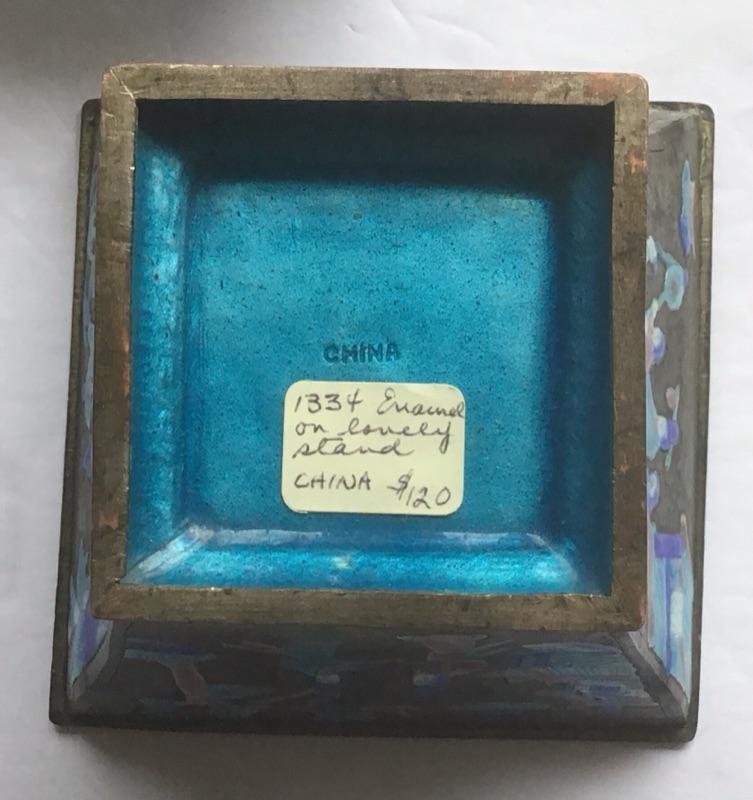 CHINA
1334 Enamel
on lovely
stand
CHINA $120